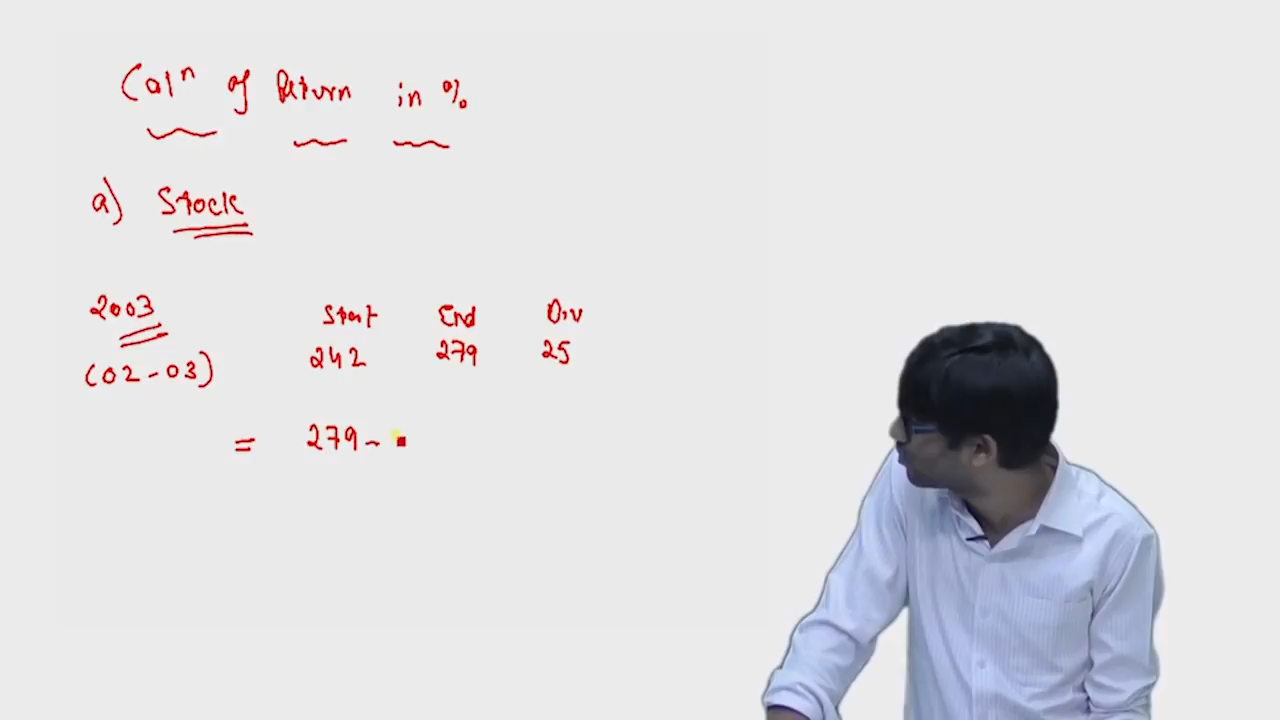 Calⁿ of Return in %
a) Stock
2003 Start End Div
(02-03) 242 279 25
= 279 -